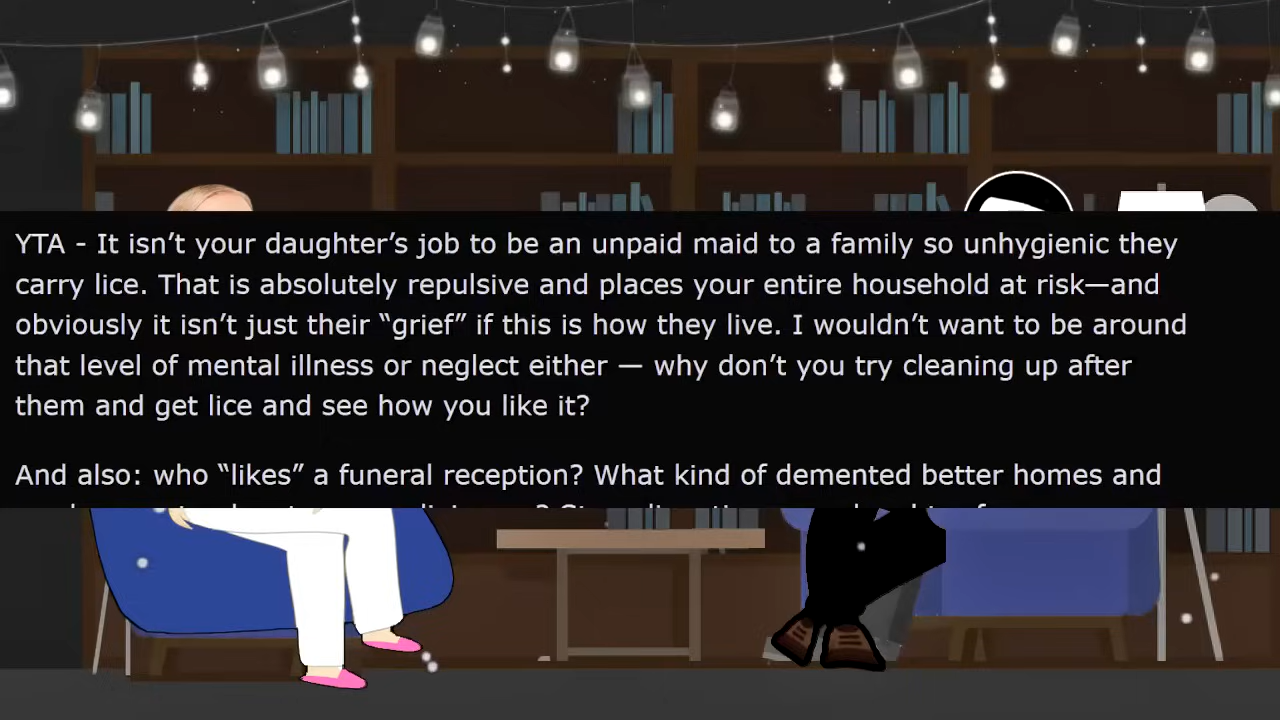 YTA - It isn’t your daughter’s job to be an unpaid maid to a family so unhygienic they
carry lice. That is absolutely repulsive and places your entire household at risk—and
obviously it isn’t just their “grief” if this is how they live. I wouldn’t want to be around
that level of mental illness or neglect either — why don’t you try cleaning up after
them and get lice and see how you like it?
And also: who “likes” a funeral reception? What kind of demented better homes and